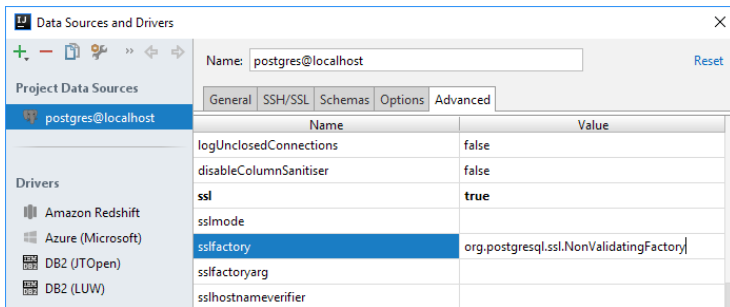 Data Sources and Drivers
Name: postgres@localhost Reset
Project Data Sources
General SSH/SSL Schemas Options Advanced
postgres@localhost
Name Value
logUnclosedConnections false
disableColumnSanitiser false
ssl true
sslmode
sslfactory org.postgresql.ssl.NonValidatingFactory
sslfactoryarg
sslhostnameverifier
Drivers
Amazon Redshift
Azure (Microsoft)
DB2 (JTOpen)
DB2 (LUW)